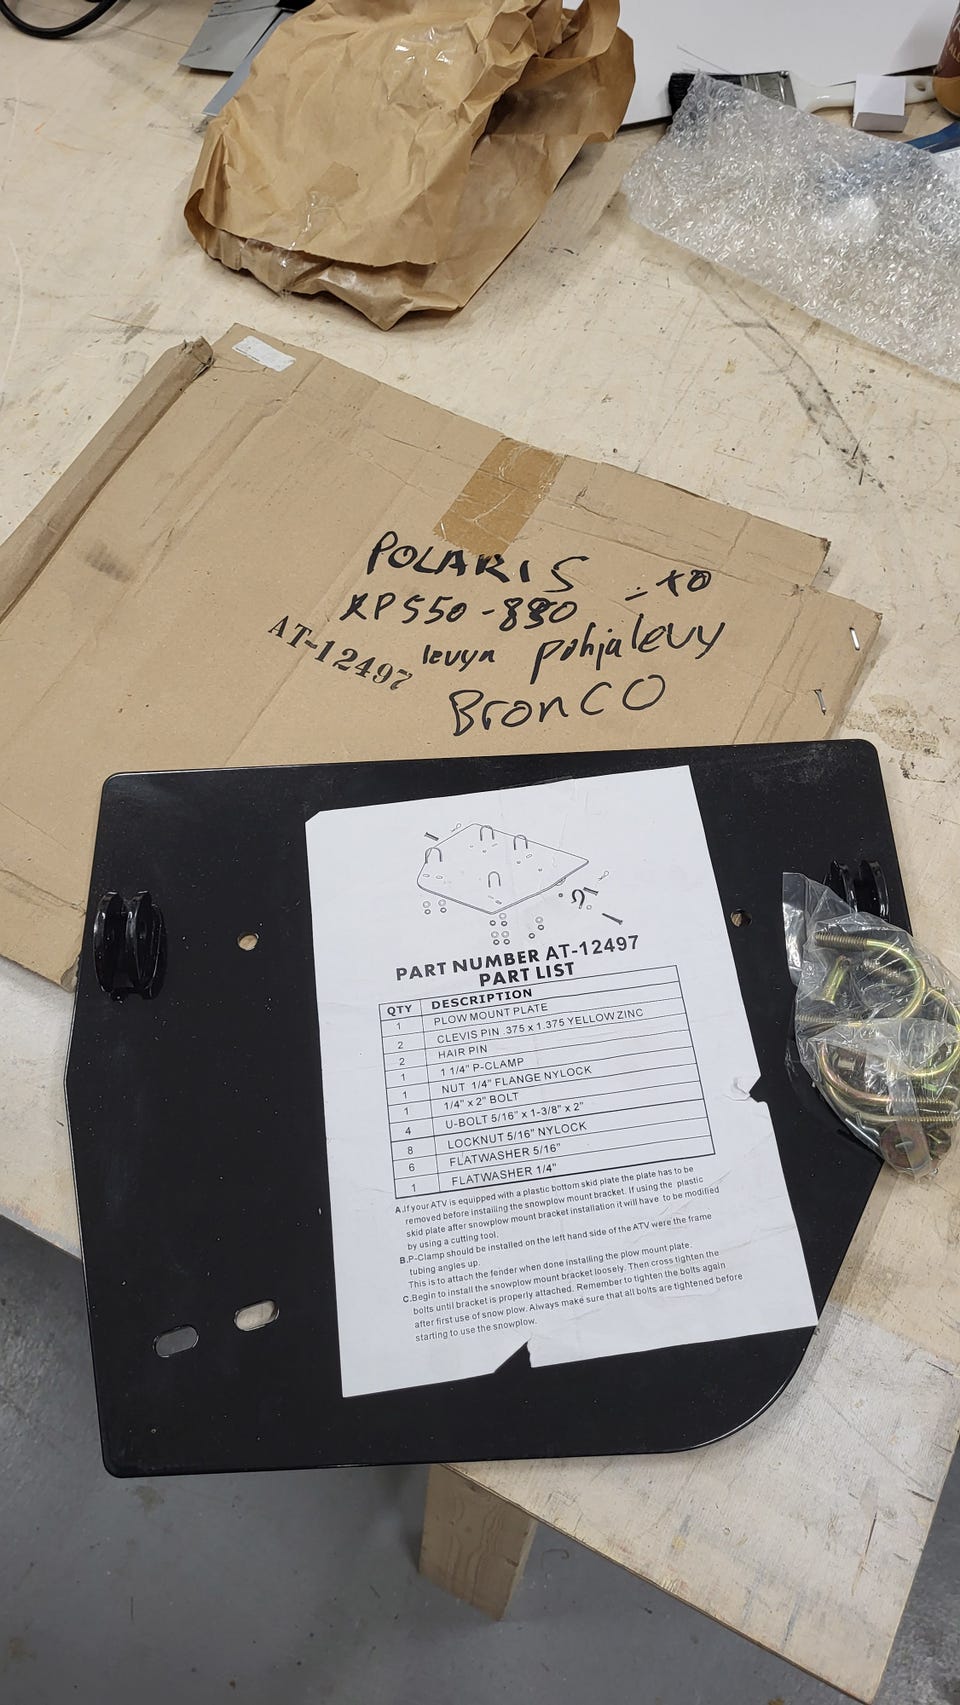 POLARIS
XP550-850
AT-12497
levyn pohjalevy
Bronco
PART NUMBER AT-12497
PART LIST
QTY DESCRIPTION
1 PLOW MOUNT PLATE
2 CLEVIS PIN .375 x 1.375 YELLOW ZINC
2 HAIR PIN
1 1 1/4" P-CLAMP
1 NUT 1/4" FLANGE NYLOCK
1 1/4" x 2" BOLT
4 U-BOLT 5/16" x 1-3/8" x 2"
8 LOCKNUT 5/16" NYLOCK
6 FLATWASHER 5/16"
1 FLATWASHER 1/4"
A.If your ATV is equipped with a plastic bottom skid plate the plate has to be
removed before installing the snowplow mount bracket. If using the plastic
skid plate after snowplow mount bracket installation it will have to be modified
by using a cutting tool.
B.P-Clamp should be installed on the left hand side of the ATV were the frame
tubing angles up.
This is to attach the fender when done installing the plow mount plate.
C.Begin to install the snowplow mount bracket loosely. Then cross tighten the
bolts until bracket is properly attached. Remember to tighten the bolts again
after first use of snow plow. Always make sure that all bolts are tightened before
starting to use the snowplow.